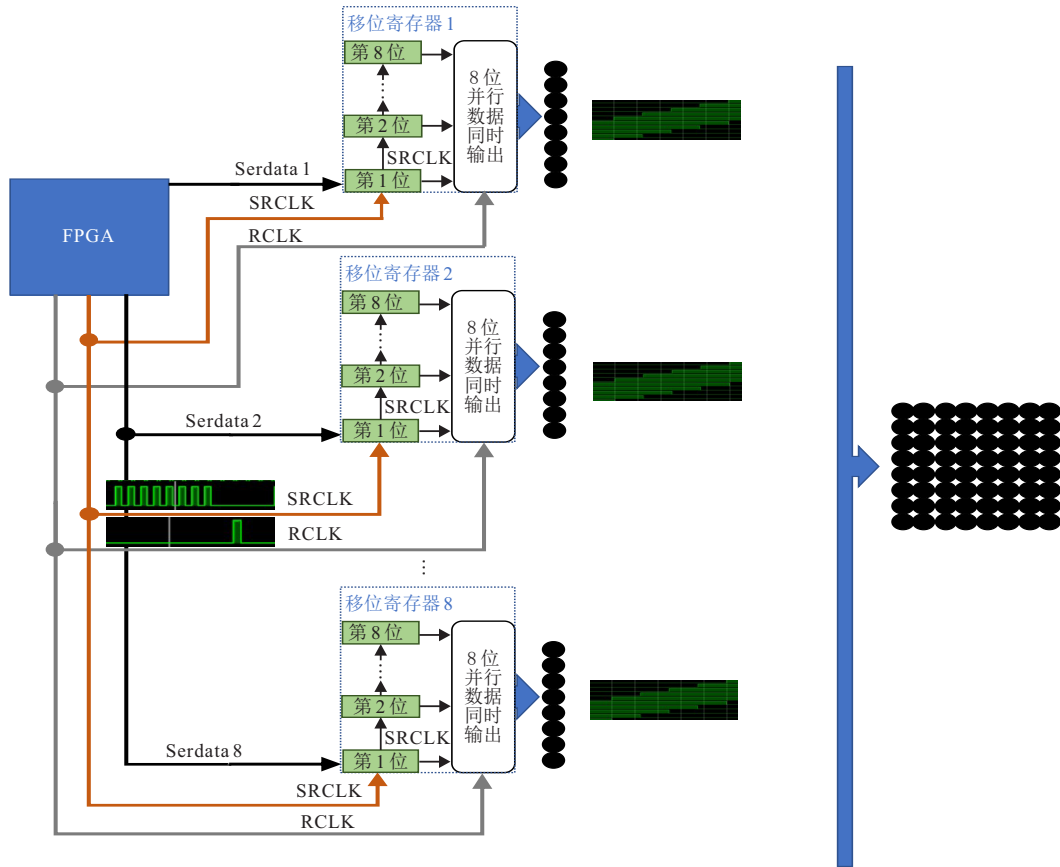 移位寄存器1
第8位
第2位
SRCLK
第1位
8位
并行
数据
同时
输出
Serdata 1
SRCLK
RCLK
FPGA
移位寄存器2
第8位
第2位
SRCLK
第1位
8位
并行
数据
同时
输出
Serdata 2
SRCLK
RCLK
⋮
移位寄存器8
第8位
第2位
SRCLK
第1位
8位
并行
数据
同时
输出
Serdata 8
SRCLK
RCLK